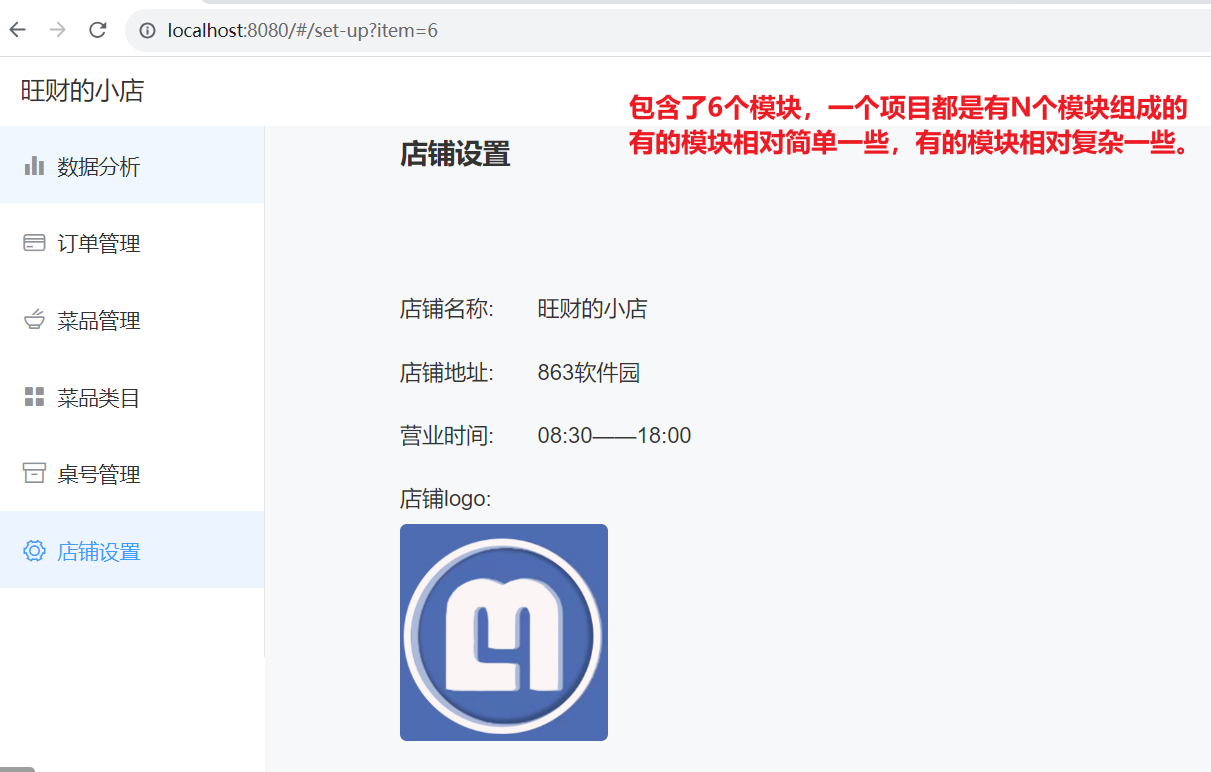 localhost:8080/#/set-up?item=6
旺财的小店
包含了6个模块，一个项目都是有N个模块组成的
有的模块相对简单一些，有的模块相对复杂一些。
数据分析
订单管理
菜品管理
菜品类目
桌号管理
店铺设置
店铺设置
店铺名称: 旺财的小店
店铺地址: 863软件园
营业时间: 08:30——18:00
店铺logo: